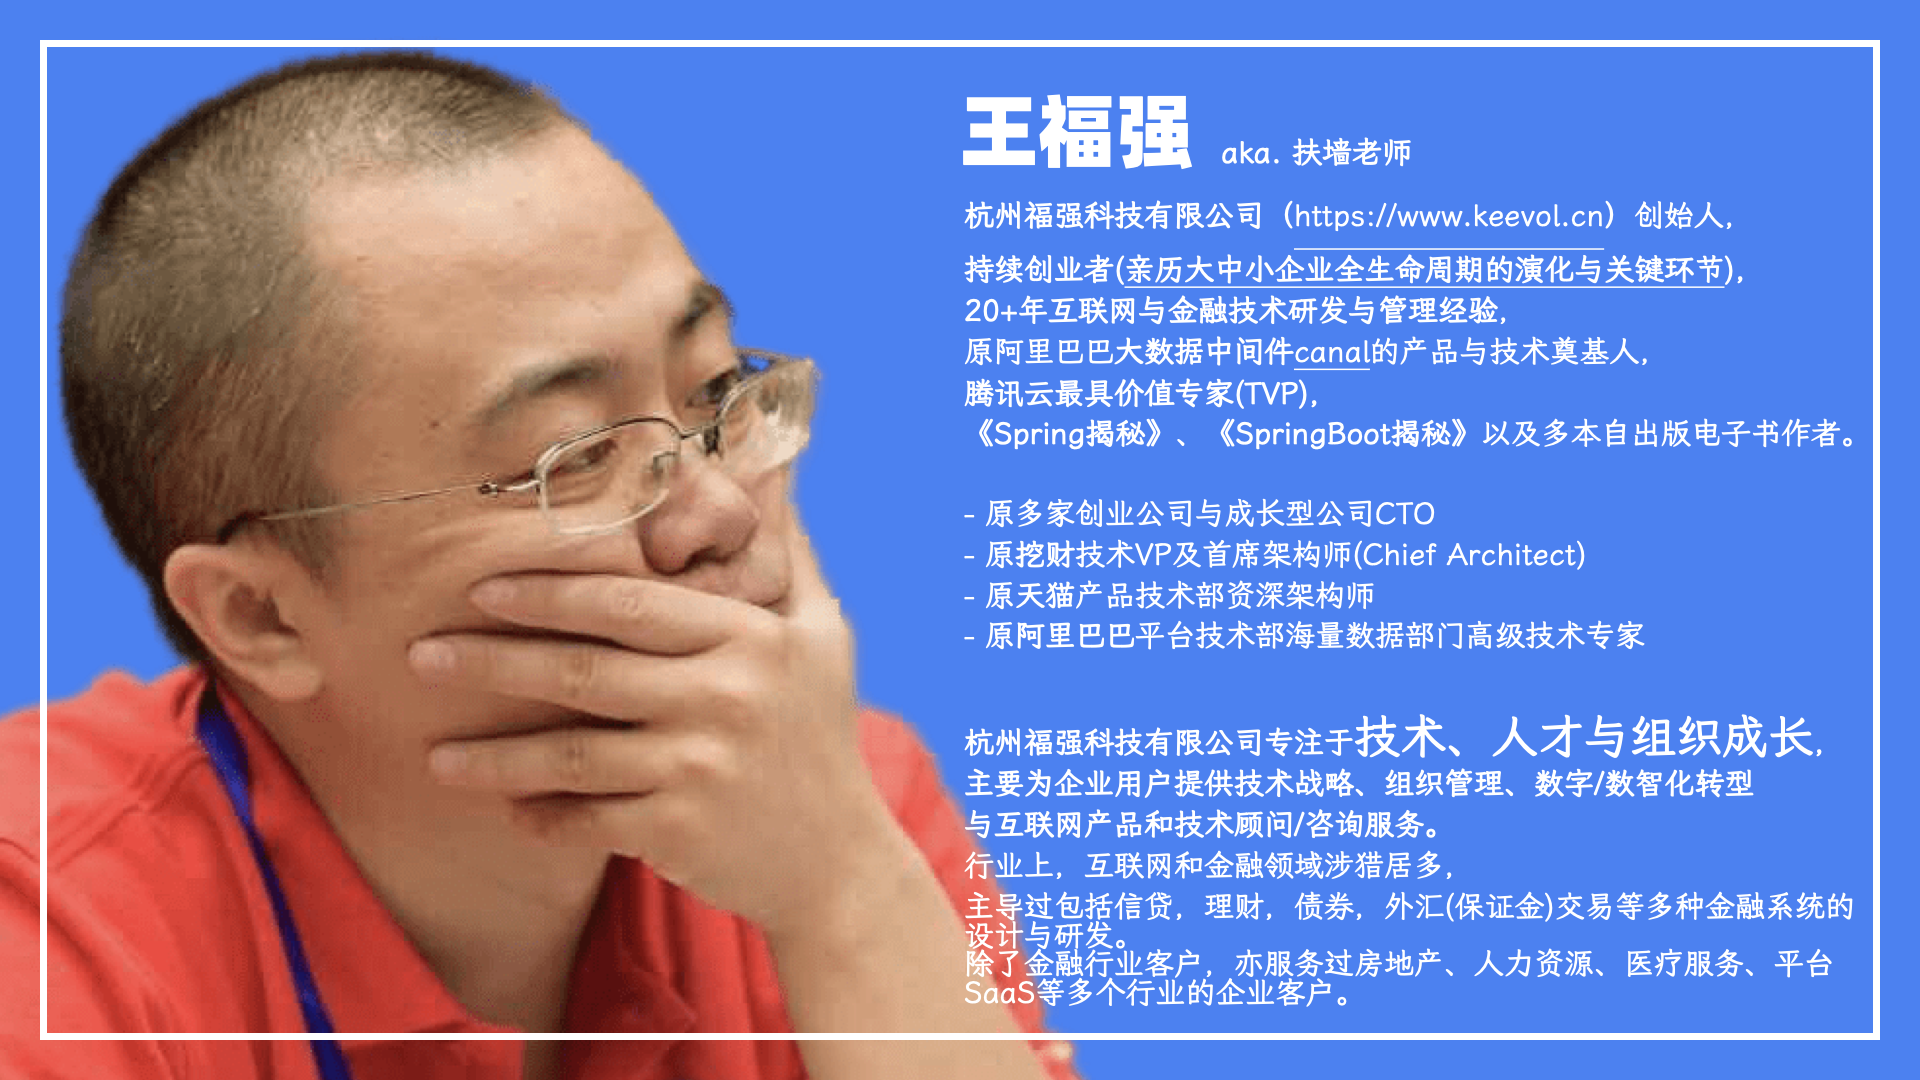 王福强 aka. 扶墙老师
杭州福强科技有限公司（https://www.keevol.cn）创始人，
持续创业者(亲历大中小企业全生命周期的演化与关键环节)，
20+年互联网与金融技术研发与管理经验，
原阿里巴巴大数据中间件canal的产品与技术奠基人，
腾讯云最具价值专家(TVP)，
《Spring揭秘》、《SpringBoot揭秘》以及多本自出版电子书作者。
- 原多家创业公司与成长型公司CTO
- 原挖财技术VP及首席架构师(Chief Architect)
- 原天猫产品技术部资深架构师
- 原阿里巴巴平台技术部海量数据部门高级技术专家
杭州福强科技有限公司专注于技术、人才与组织成长，
主要为企业用户提供技术战略、组织管理、数字/数智化转型
与互联网产品和技术顾问/咨询服务。
行业上，互联网和金融领域涉猎居多，
主导过包括信贷，理财，债券，外汇(保证金)交易等多种金融系统的
设计与研发。
除了金融行业客户，亦服务过房地产、人力资源、医疗服务、平台
SaaS等多个行业的企业客户。